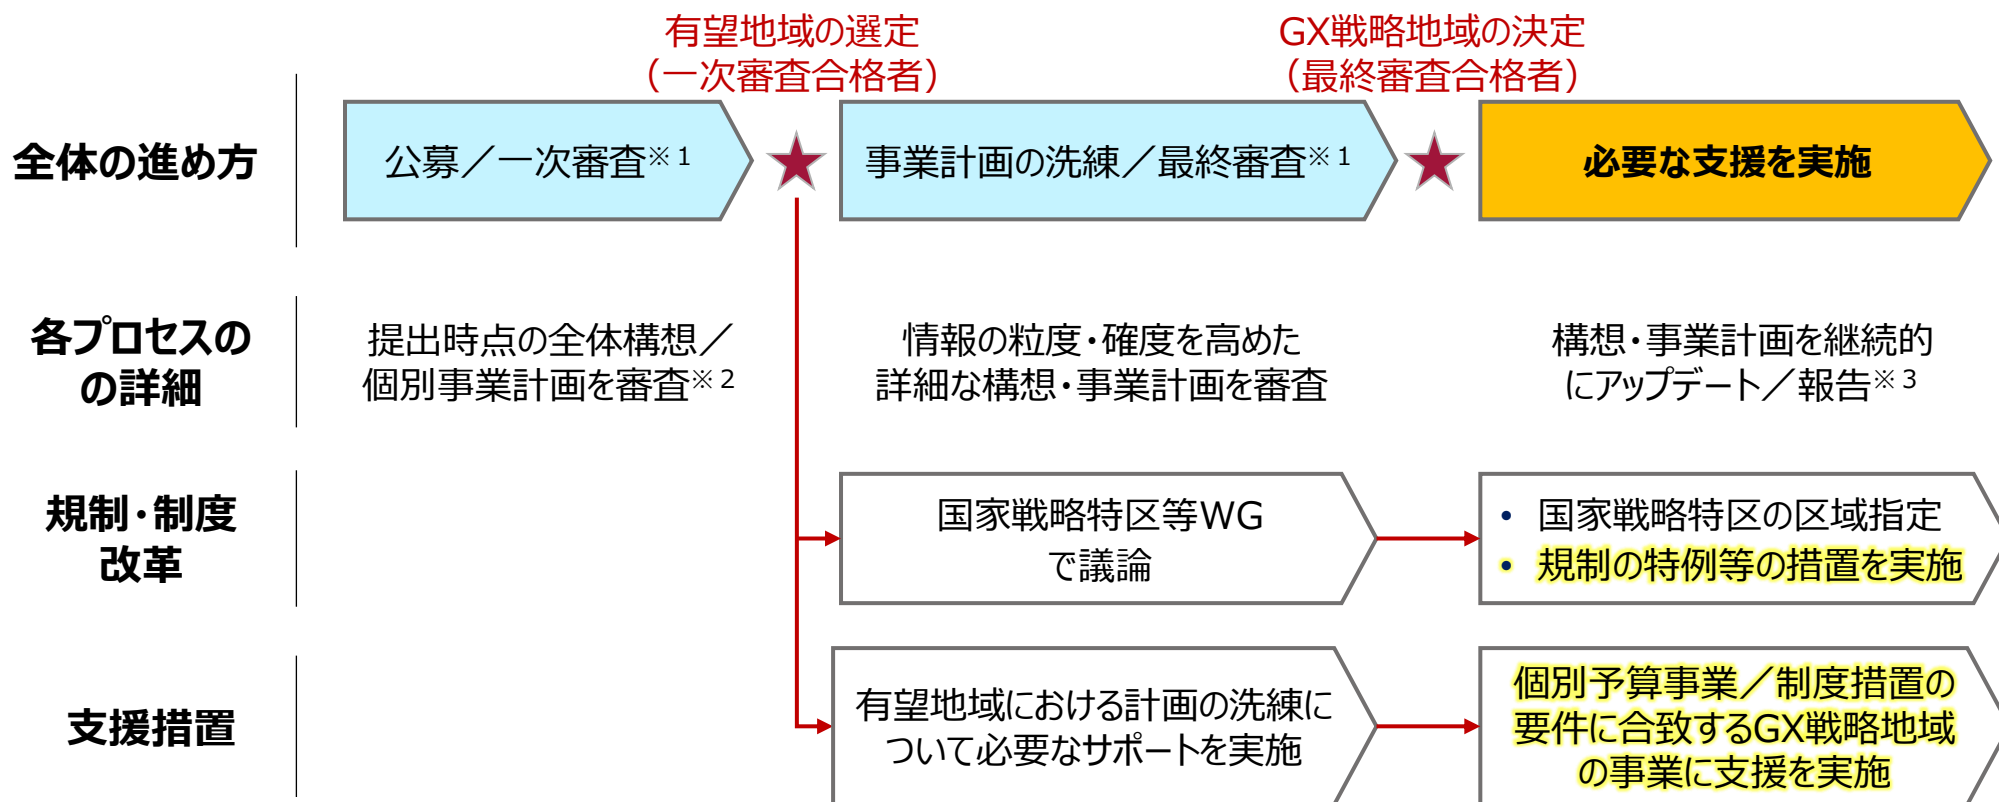 有望地域の選定
（一次審査合格者）
GX戦略地域の決定
（最終審査合格者）
全体の進め方
公募／一次審査※１
事業計画の洗練／最終審査※１
必要な支援を実施
各プロセスの
の詳細
提出時点の全体構想／
個別事業計画を審査※２
情報の粒度・確度を高めた
詳細な構想・事業計画を審査
構想・事業計画を継続的
にアップデート／報告※３
規制・制度
改革
国家戦略特区等WG
で議論
• 国家戦略特区の区域指定
• 規制の特例等の措置を実施
支援措置
有望地域における計画の洗練に
ついて必要なサポートを実施
個別予算事業／制度措置の
要件に合致するGX戦略地域
の事業に支援を実施